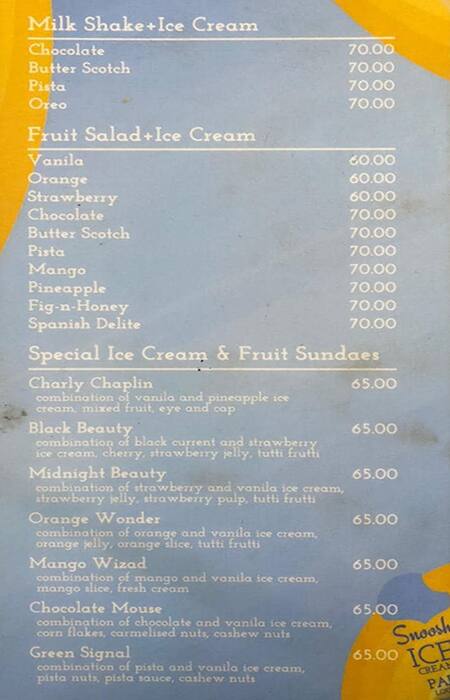 Milk Shake+Ice Cream
Chocolate 70.00
Butter Scotch 70.00
Pista 70.00
Oreo 70.00
Fruit Salad+Ice Cream
Vanila 60.00
Orange 60.00
Strawberry 60.00
Chocolate 70.00
Butter Scotch 70.00
Pista 70.00
Mango 70.00
Pineapple 70.00
Fig-n-Honey 70.00
Spanish Delite 70.00
Special Ice Cream & Fruit Sundaes
Charly Chaplin 65.00
combination of vanila and pineapple ice
cream, mixed fruit, eye and cap
Black Beauty 65.00
combination of black current and strawberry
ice cream, cherry, strawberry jelly, tutti frutti
Midnight Beauty 65.00
combination of strawberry and vanila ice cream,
strawberry jelly, strawberry pulp, tutti frutti
Orange Wonder 65.00
combination of orange and vanila ice cream,
orange jelly, orange slice, tutti frutti
Mango Wizad 65.00
combination of mango and vanila ice cream,
mango slice, fresh cream
Chocolate Mouse 65.00
combination of chocolate and vanila ice cream,
corn flakes, carmelised nuts, cashew nuts
Green Signal 65.00
combination of pista and vanila ice cream,
pista nuts, pista sauce, cashew nuts
Snoosh
ICE
CREA
PA